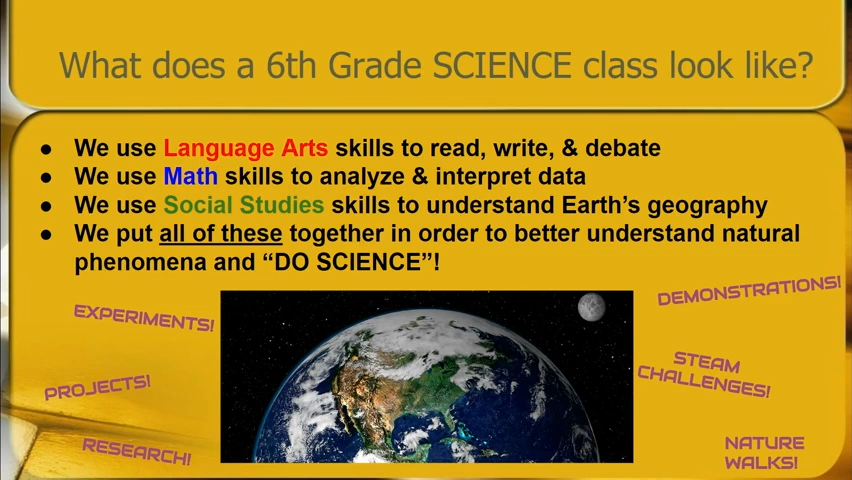 What does a 6th Grade SCIENCE class look like?
● We use Language Arts skills to read, write, & debate
● We use Math skills to analyze & interpret data
● We use Social Studies skills to understand Earth’s geography
● We put all of these together in order to better understand natural
phenomena and “DO SCIENCE”!
EXPERIMENTS!
PROJECTS!
RESEARCH!
DEMONSTRATIONS!
STEAM
CHALLENGES!
NATURE
WALKS!